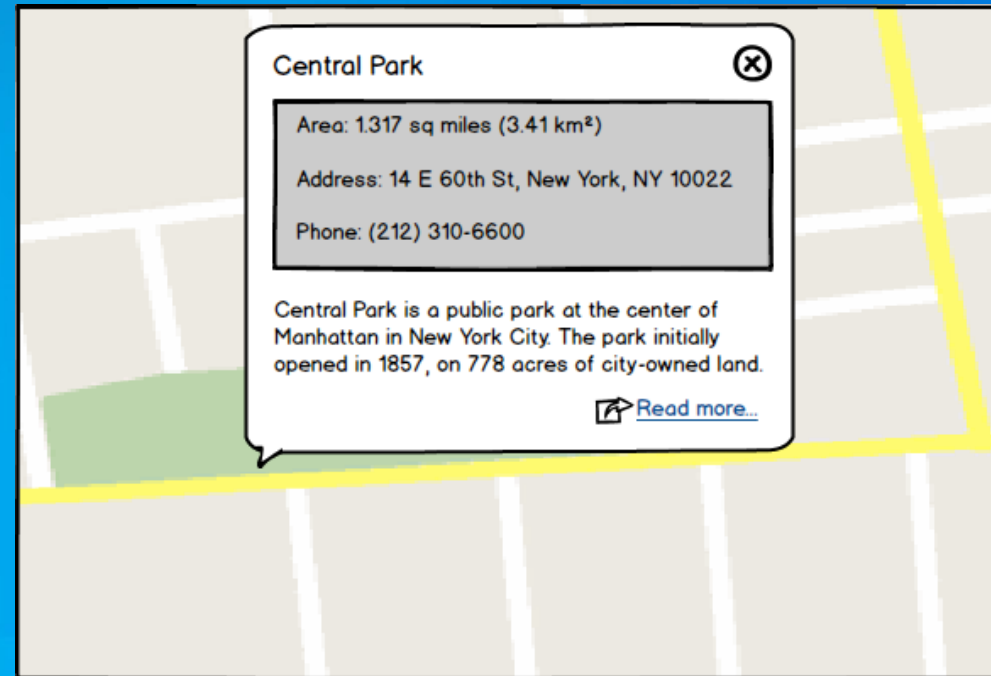 Central Park
Area: 1.317 sq miles (3.41 km²)
Address: 14 E 60th St, New York, NY 10022
Phone: (212) 310-6600
Central Park is a public park at the center of
Manhattan in New York City. The park initially
opened in 1857, on 778 acres of city-owned land.
Read more...